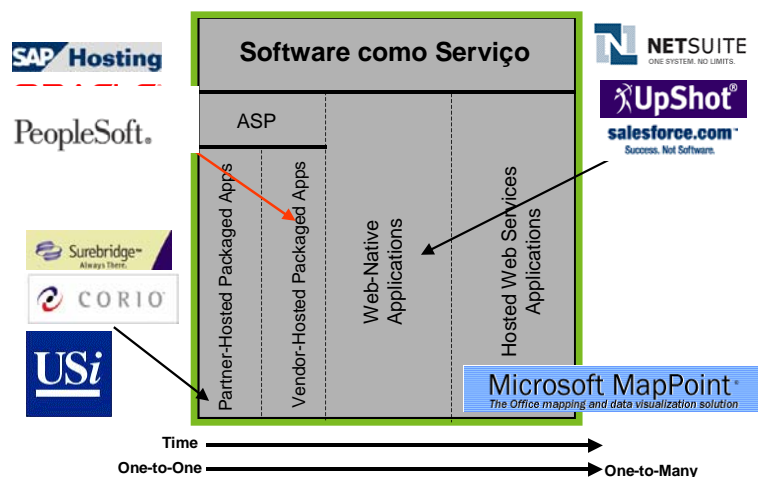 Software como Serviço
SAP Hosting
PeopleSoft.
ASP
Partner-Hosted Packaged Apps
Vendor-Hosted Packaged Apps
Web-Native
Applications
Hosted Web Services
Applications
NETSUITE
ONE SYSTEM. NO LIMITS.
UpShot®
salesforce.com™
Success. Not Software.
Surebridge℠
Always There.
CORIO
USi
Microsoft MapPoint
The Office mapping and data visualization solution
Time
One-to-One
One-to-Many